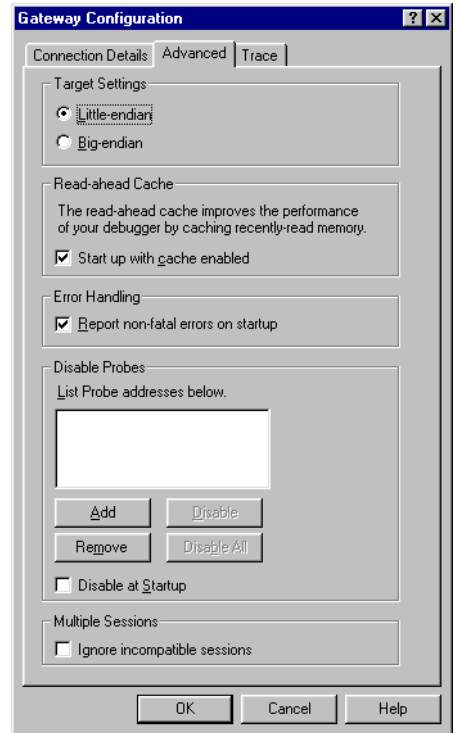 Gateway Configuration
Connection Details Advanced Trace
Target Settings
Little-endian
Big-endian
Read-ahead Cache
The read-ahead cache improves the performance
of your debugger by caching recently-read memory.
Start up with cache enabled
Error Handling
Report non-fatal errors on startup
Disable Probes
List Probe addresses below.
Add Disable
Remove Disable All
Disable at Startup
Multiple Sessions
Ignore incompatible sessions
OK Cancel Help